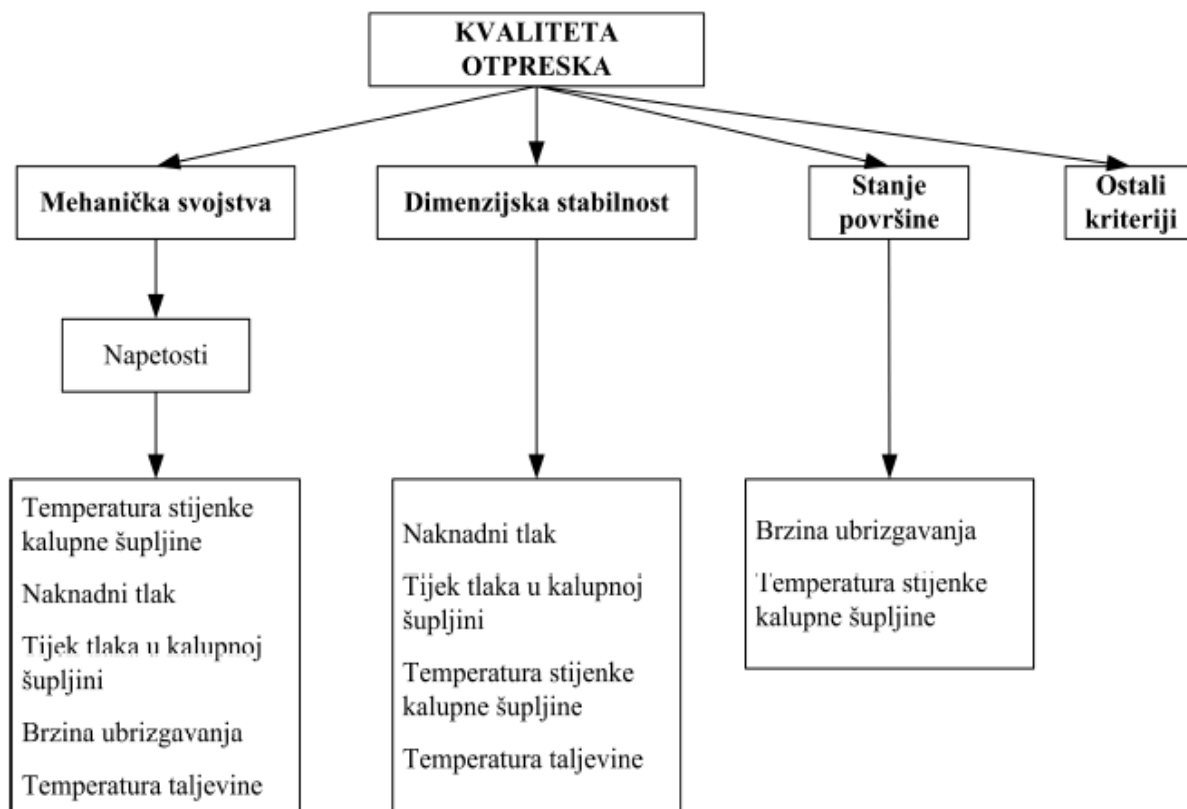 KVALITETA
OTPRESKA
Mehanička svojstva
Dimenzijska stabilnost
Stanje
površine
Ostali
kriteriji
Napetosti
Temperatura stijenke
kalupne šupljine
Naknadni tlak
Tijek tlaka u kalupnoj
šupljini
Brzina ubrizgavanja
Temperatura taljevine
Naknadni tlak
Tijek tlaka u kalupnoj
šupljini
Temperatura stijenke
kalupne šupljine
Temperatura taljevine
Brzina ubrizgavanja
Temperatura stijenke
kalupne šupljine